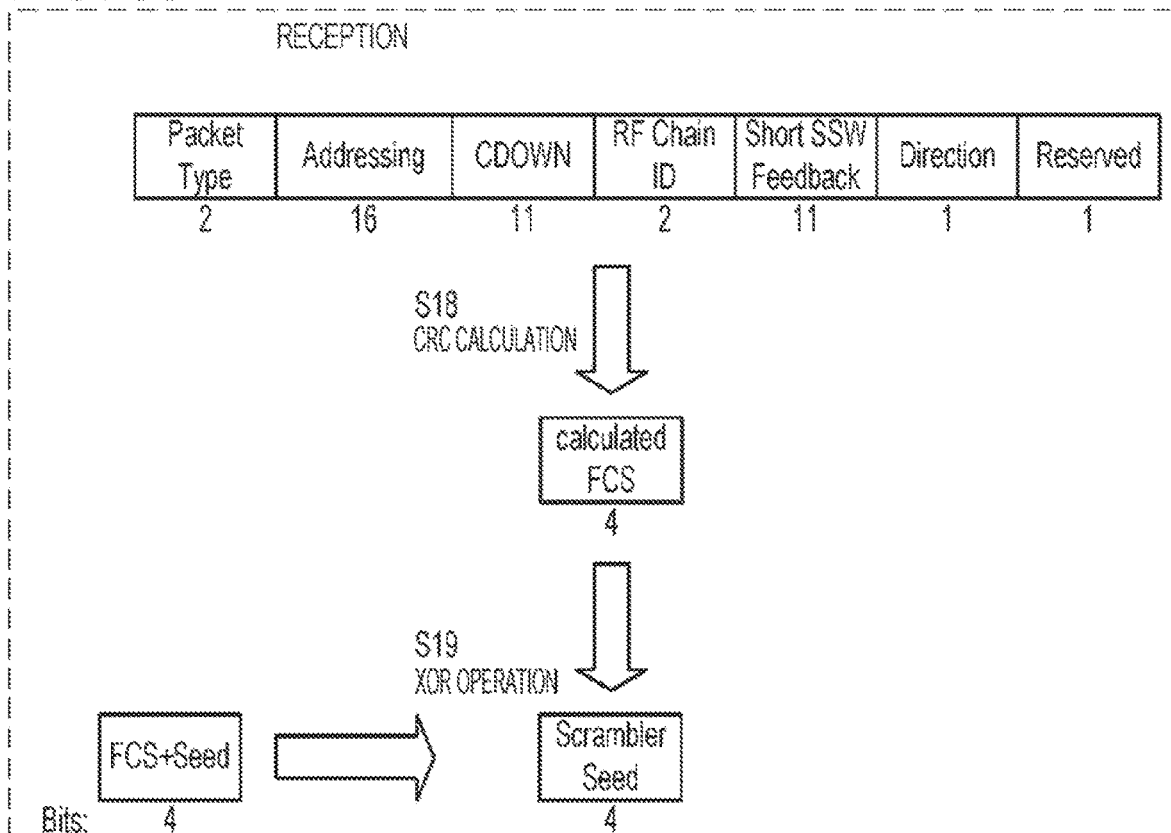 RECEPTION
Packet Type
Addressing
CDOWN
RF Chain ID
Short SSW Feedback
Direction
Reserved
2 16 11 2 11 1 1
S18
CRC CALCULATION
calculated
FCS
4
S19
XOR OPERATION
FCS+Seed
Scrambler
Seed
Bits: 4 4